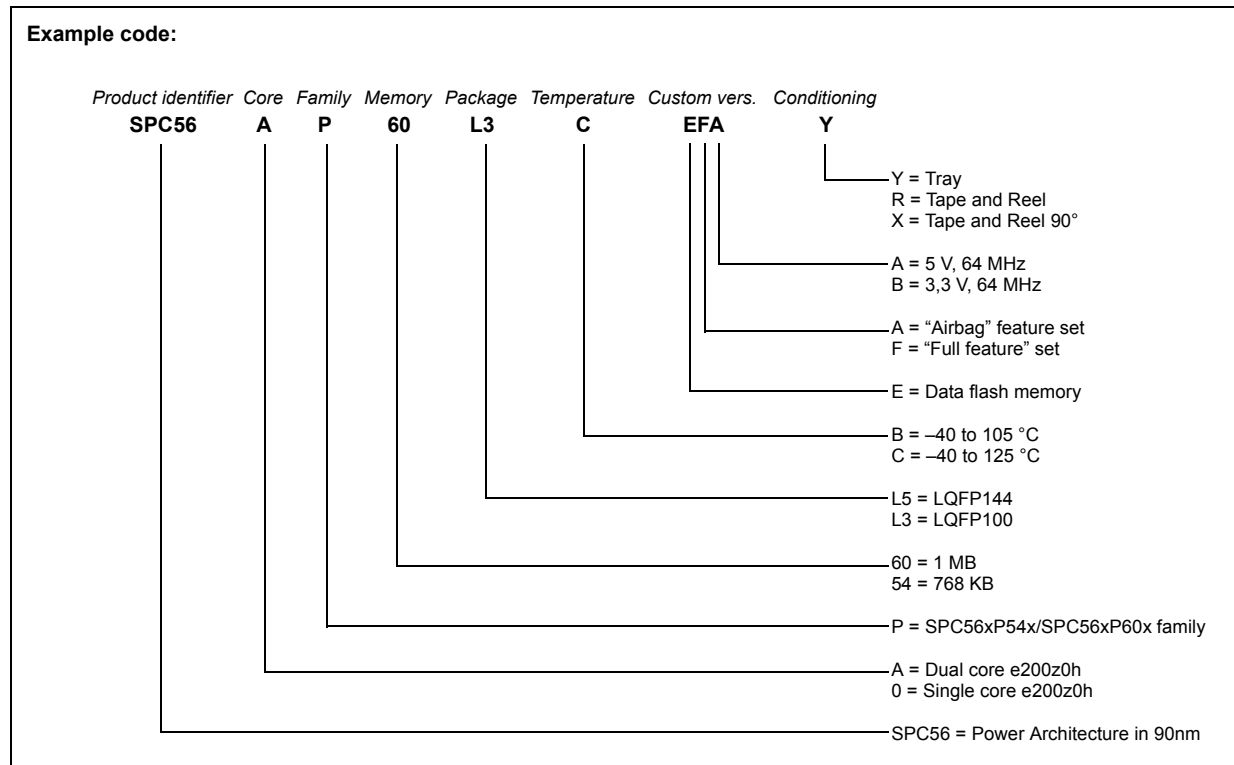 Example code:
Product identifier Core Family Memory Package Temperature Custom vers. Conditioning
SPC56 A P 60 L3 C EFA Y
Y = Tray
R = Tape and Reel
X = Tape and Reel 90°
A = 5 V, 64 MHz
B = 3,3 V, 64 MHz
A = “Airbag” feature set
F = “Full feature” set
E = Data flash memory
B = –40 to 105 °C
C = –40 to 125 °C
L5 = LQFP144
L3 = LQFP100
60 = 1 MB
54 = 768 KB
P = SPC56xP54x/SPC56xP60x family
A = Dual core e200z0h
0 = Single core e200z0h
SPC56 = Power Architecture in 90nm